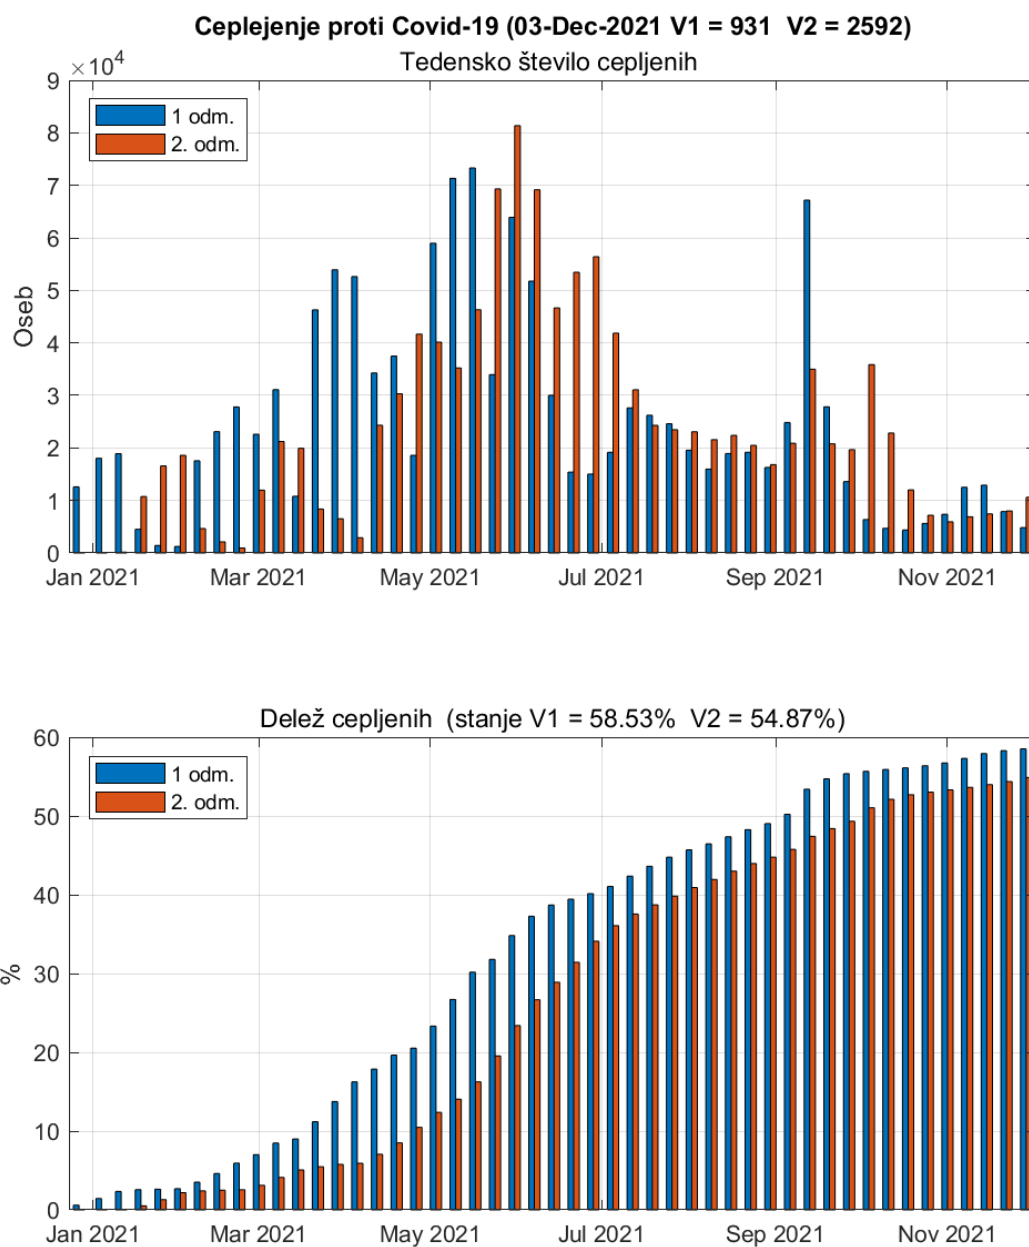 Ceplejenje proti Covid-19 (03-Dec-2021 V1 = 931  V2 = 2592)
Tedensko število cepljenih
×10⁴
9
8
7
6
5
4
3
2
1
0
Oseb
1 odm.
2. odm.
Jan 2021 Mar 2021 May 2021 Jul 2021 Sep 2021 Nov 2021
Delež cepljenih  (stanje V1 = 58.53%  V2 = 54.87%)
60
50
40
30
20
10
0
%
1 odm.
2. odm.
Jan 2021 Mar 2021 May 2021 Jul 2021 Sep 2021 Nov 2021